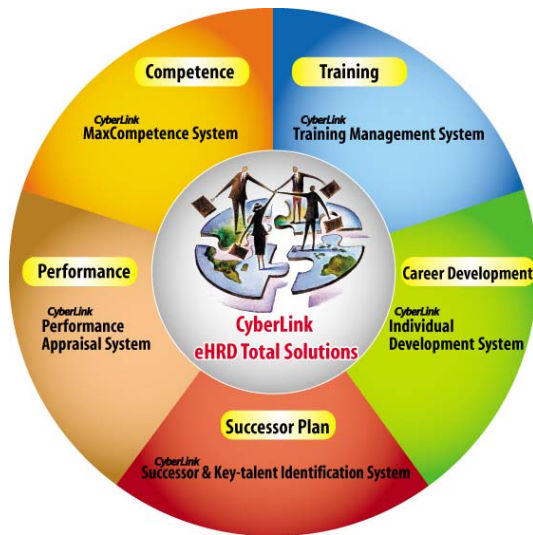 Competence
CyberLink
MaxCompetence System
Training
CyberLink
Training Management System
Performance
CyberLink
Performance
Appraisal System
CyberLink
eHRD Total Solutions
Career Development
CyberLink
Individual
Development System
Successor Plan
CyberLink
Successor & Key-talent Identification System